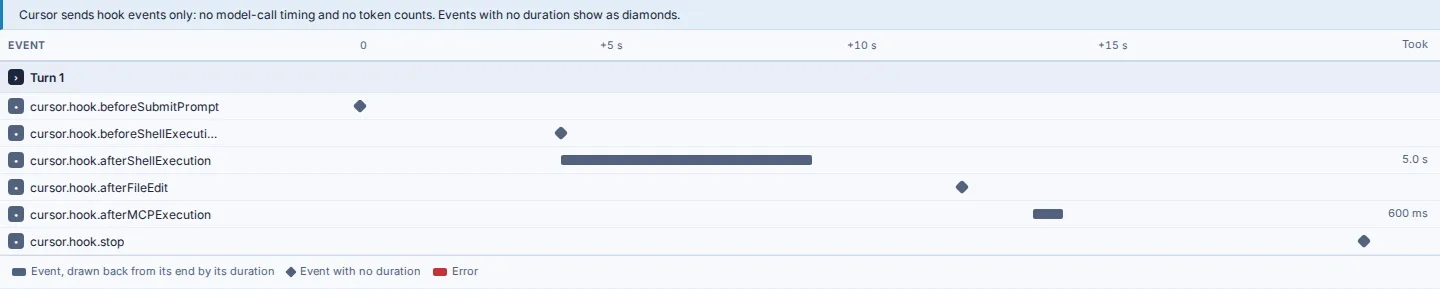 Cursor sends hook events only: no model-call timing and no token counts. Events with no duration show as diamonds.
EVENT 0 +5 s +10 s +15 s Took
Turn 1
cursor.hook.beforeSubmitPrompt
cursor.hook.beforeShellExecuti...
cursor.hook.afterShellExecution 5.0 s
cursor.hook.afterFileEdit
cursor.hook.afterMCPExecution 600 ms
cursor.hook.stop
Event, drawn back from its end by its duration Event with no duration Error